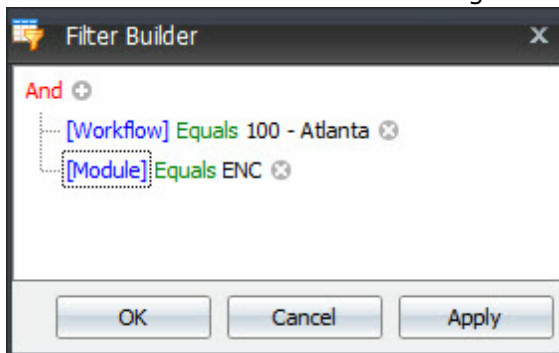 Filter Builder
And
[Workflow] Equals 100 - Atlanta
[Module] Equals ENC
OK Cancel Apply